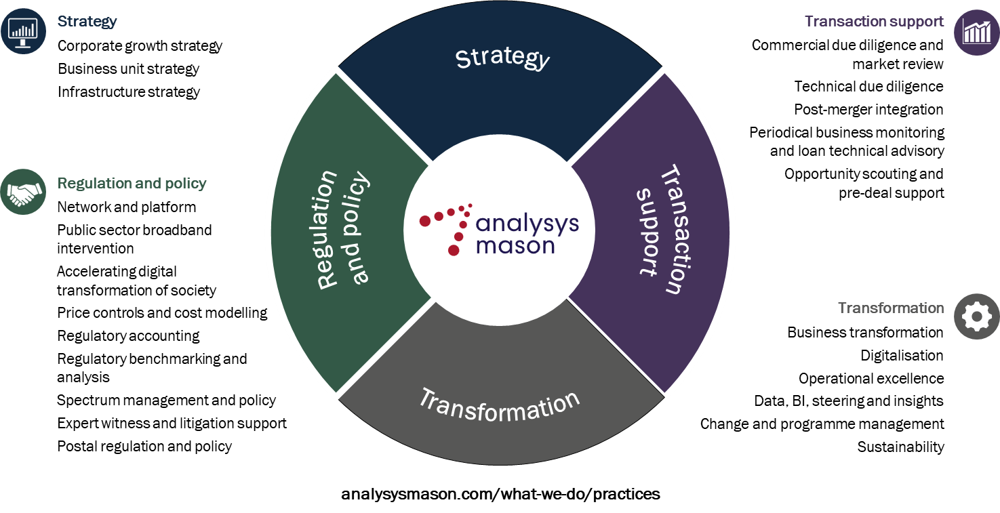 Strategy
Corporate growth strategy
Business unit strategy
Infrastructure strategy
Regulation and policy
Network and platform
Public sector broadband
intervention
Accelerating digital
transformation of society
Price controls and cost modelling
Regulatory accounting
Regulatory benchmarking and
analysis
Spectrum management and policy
Expert witness and litigation support
Postal regulation and policy
Strategy
Regulation
and policy
analysys
mason
Transaction
support
Transformation
Transaction support
Commercial due diligence and
market review
Technical due diligence
Post-merger integration
Periodical business monitoring
and loan technical advisory
Opportunity scouting and
pre-deal support
Transformation
Business transformation
Digitalisation
Operational excellence
Data, BI, steering and insights
Change and programme management
Sustainability
analysysmason.com/what-we-do/practices